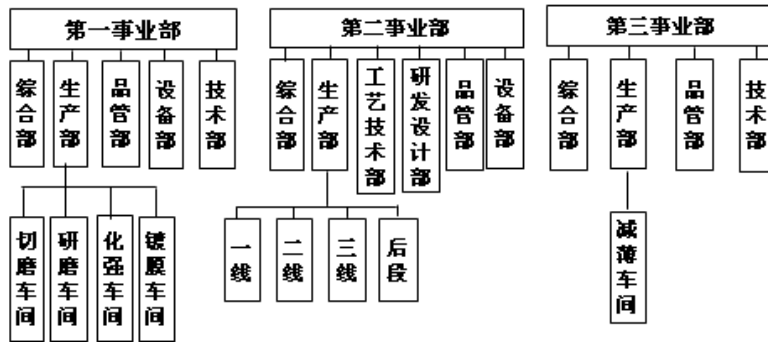 第一事业部
综合部
生产部
品管部
设备部
技术部
切磨车间
研磨车间
化强车间
镀膜车间
第二事业部
综合部
生产部
工艺技术部
研发设计部
品管部
设备部
一线
二线
三线
后段
第三事业部
综合部
生产部
品管部
技术部
减薄车间